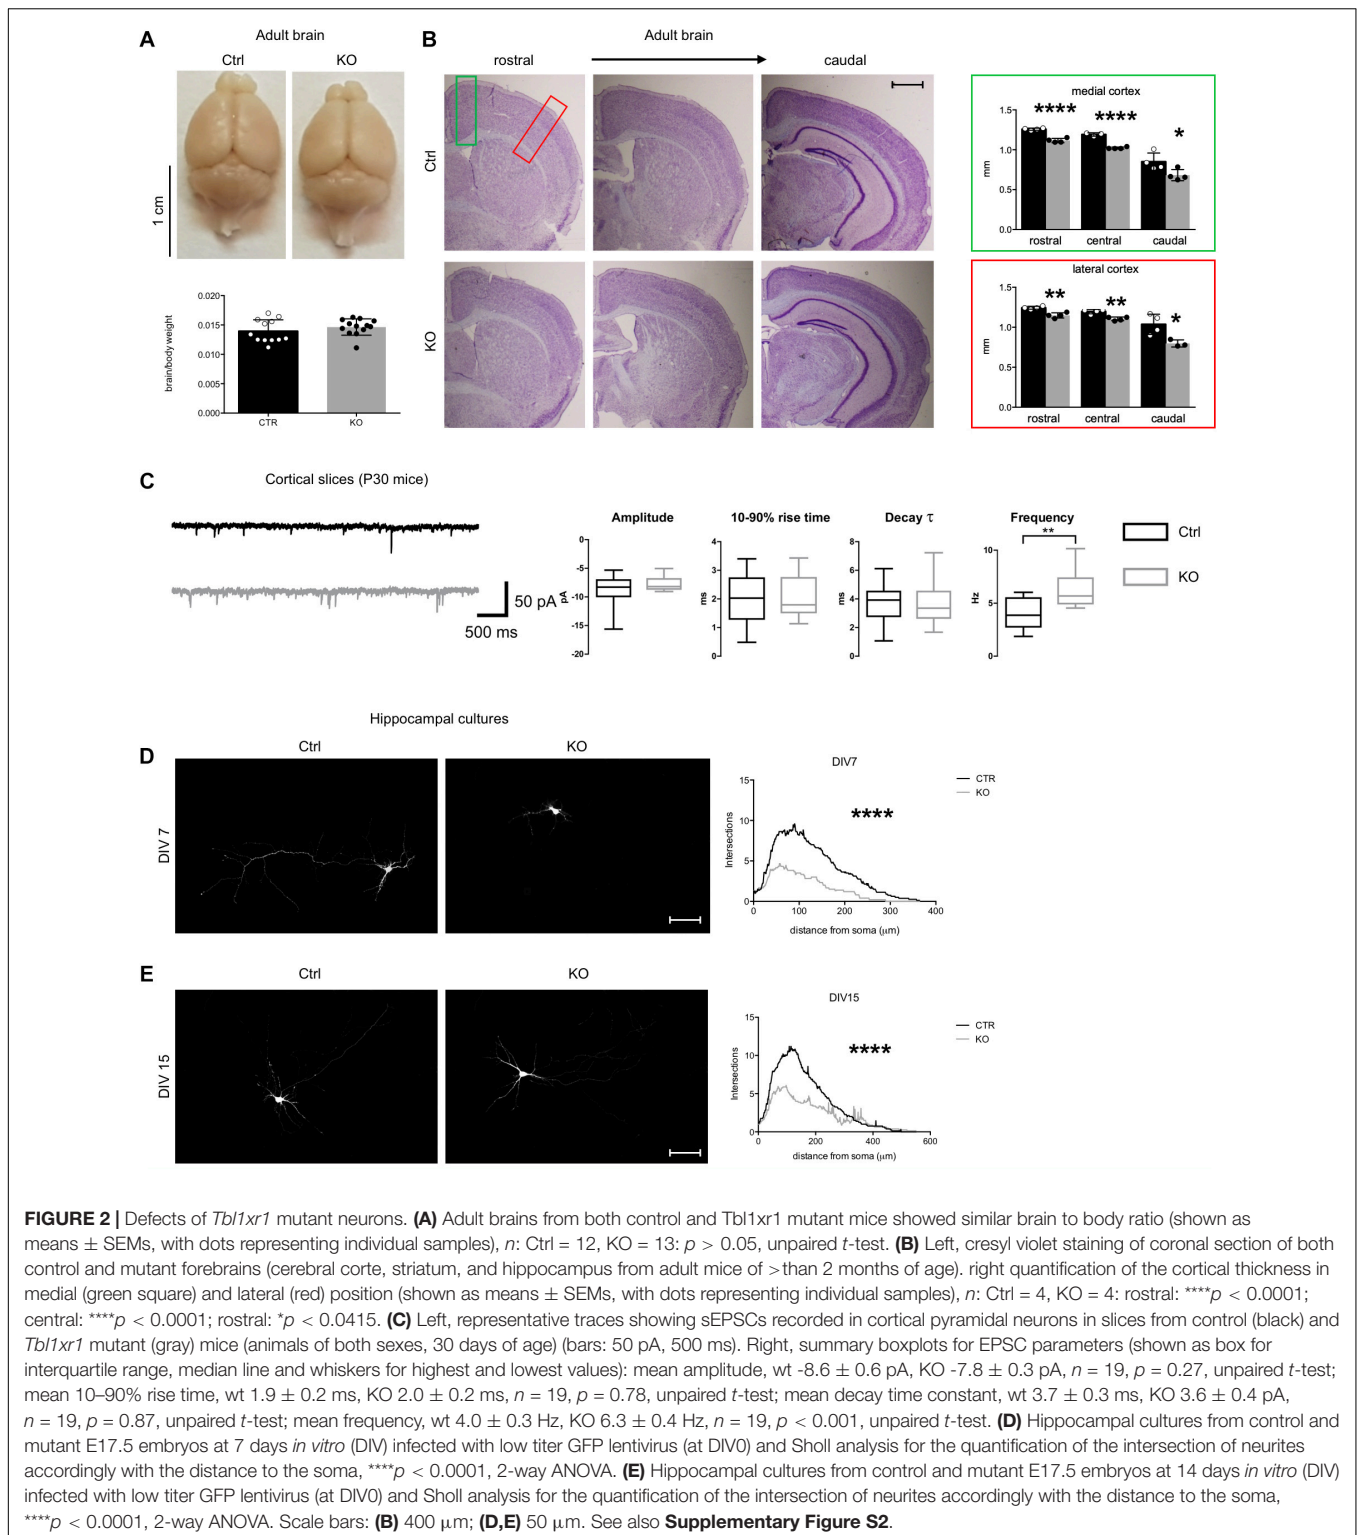 A
Adult brain
Ctrl
KO
1 cm
0.020
0.015
0.010
0.005
0.000
brain/body weight
CTR
KO
B
Adult brain
rostral
caudal
Ctrl
KO
medial cortex
1.5
1.0
0.5
0.0
mm
****
****
*
rostral
central
caudal
lateral cortex
1.5
1.0
0.5
0.0
mm
**
**
*
rostral
central
caudal
C
Cortical slices (P30 mice)
50 pA
500 ms
Amplitude
0
-5
-10
-15
-20
pA
10-90% rise time
4
3
2
1
0
ms
Decay τ
8
6
4
2
0
ms
Frequency
**
10
5
0
Hz
Ctrl
KO
Hippocampal cultures
D
Ctrl
KO
DIV 7
DIV7
15
10
5
0
Intersections
0 100 200 300 400
distance from soma (μm)
CTR
KO
****
E
Ctrl
KO
DIV 15
DIV15
15
10
5
0
Intersections
0 200 400 600
distance from soma (μm)
CTR
KO
****
FIGURE 2 | Defects of Tbl1xr1 mutant neurons. (A) Adult brains from both control and Tbl1xr1 mutant mice showed similar brain to body ratio (shown as
means ± SEMs, with dots representing individual samples), n: Ctrl = 12, KO = 13: p > 0.05, unpaired t-test. (B) Left, cresyl violet staining of coronal section of both
control and mutant forebrains (cerebral corte, striatum, and hippocampus from adult mice of >than 2 months of age). right quantification of the cortical thickness in
medial (green square) and lateral (red) position (shown as means ± SEMs, with dots representing individual samples), n: Ctrl = 4, KO = 4: rostral: ****p < 0.0001;
central: ****p < 0.0001; rostral: *p < 0.0415. (C) Left, representative traces showing sEPSCs recorded in cortical pyramidal neurons in slices from control (black) and
Tbl1xr1 mutant (gray) mice (animals of both sexes, 30 days of age) (bars: 50 pA, 500 ms). Right, summary boxplots for EPSC parameters (shown as box for
interquartile range, median line and whiskers for highest and lowest values): mean amplitude, wt -8.6 ± 0.6 pA, KO -7.8 ± 0.3 pA, n = 19, p = 0.27, unpaired t-test;
mean 10–90% rise time, wt 1.9 ± 0.2 ms, KO 2.0 ± 0.2 ms, n = 19, p = 0.78, unpaired t-test; mean decay time constant, wt 3.7 ± 0.3 ms, KO 3.6 ± 0.4 pA,
n = 19, p = 0.87, unpaired t-test; mean frequency, wt 4.0 ± 0.3 Hz, KO 6.3 ± 0.4 Hz, n = 19, p < 0.001, unpaired t-test. (D) Hippocampal cultures from control and
mutant E17.5 embryos at 7 days in vitro (DIV) infected with low titer GFP lentivirus (at DIV0) and Sholl analysis for the quantification of the intersection of neurites
accordingly with the distance to the soma, ****p < 0.0001, 2-way ANOVA. (E) Hippocampal cultures from control and mutant E17.5 embryos at 14 days in vitro (DIV)
infected with low titer GFP lentivirus (at DIV0) and Sholl analysis for the quantification of the intersection of neurites accordingly with the distance to the soma,
****p < 0.0001, 2-way ANOVA. Scale bars: (B) 400 μm; (D,E) 50 μm. See also Supplementary Figure S2.